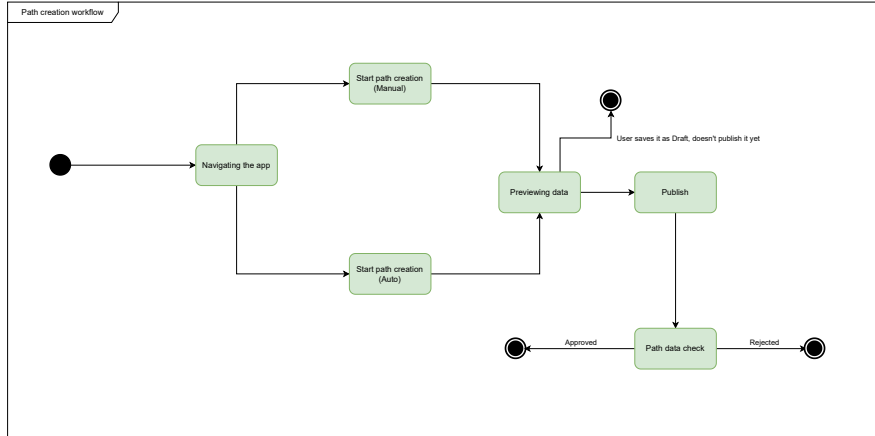 Path creation workflow
Start path creation
(Manual)
User saves it as Draft, doesn't publish it yet
Navigating the app
Previewing data
Publish
Start path creation
(Auto)
Approved
Path data check
Rejected